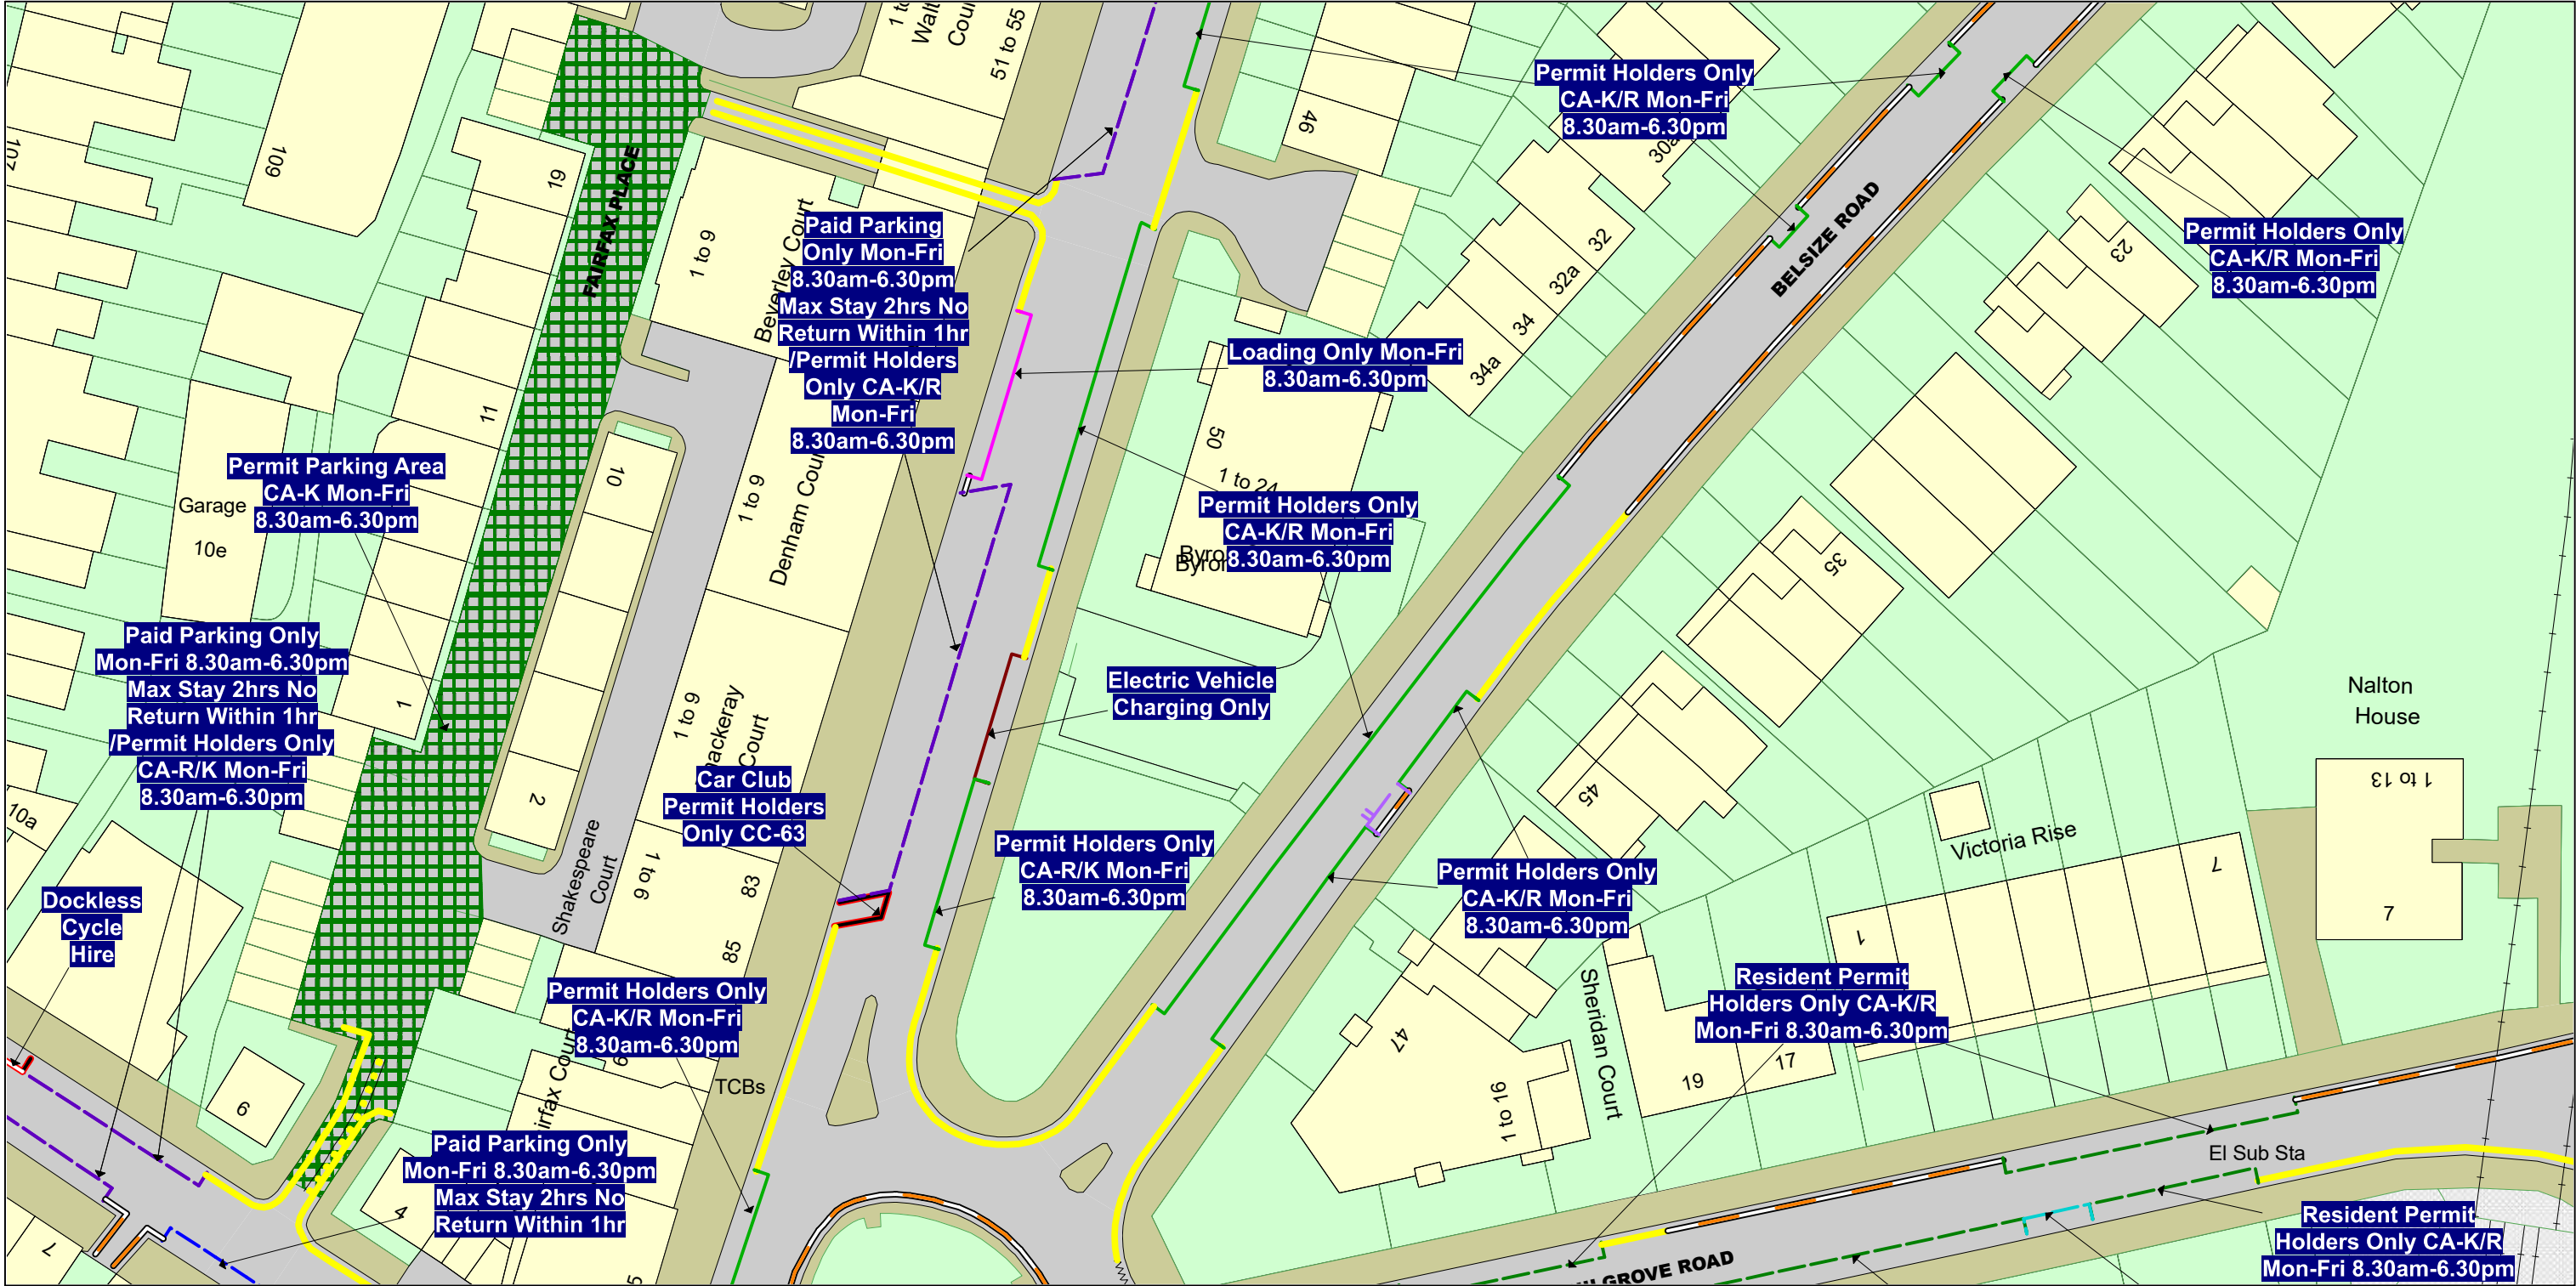 Permit Holders Only
CA-K/R Mon-Fri
8.30am-6.30pm
Permit Holders Only
CA-K/R Mon-Fri
8.30am-6.30pm
Paid Parking
Only Mon-Fri
8.30am-6.30pm
Max Stay 2hrs No
Return Within 1hr
/Permit Holders
Only CA-K/R
Mon-Fri
8.30am-6.30pm
Loading Only Mon-Fri
8.30am-6.30pm
Permit Parking Area
CA-K Mon-Fri
8.30am-6.30pm
Permit Holders Only
CA-K/R Mon-Fri
8.30am-6.30pm
Paid Parking Only
Mon-Fri 8.30am-6.30pm
Max Stay 2hrs No
Return Within 1hr
/Permit Holders Only
CA-R/K Mon-Fri
8.30am-6.30pm
Electric Vehicle
Charging Only
Car Club
Permit Holders
Only CC-63
Permit Holders Only
CA-R/K Mon-Fri
8.30am-6.30pm
Permit Holders Only
CA-K/R Mon-Fri
8.30am-6.30pm
Dockless
Cycle
Hire
Permit Holders Only
CA-K/R Mon-Fri
8.30am-6.30pm
Resident Permit
Holders Only CA-K/R
Mon-Fri 8.30am-6.30pm
Paid Parking Only
Mon-Fri 8.30am-6.30pm
Max Stay 2hrs No
Return Within 1hr
Resident Permit
Holders Only CA-K/R
Mon-Fri 8.30am-6.30pm
FAIRFAX PLACE
BELSIZE ROAD
GROVE ROAD
51 to 55
46
30a
32
32a
34
34a
23
35
45
47
1 to 16
Sheridan Court
19
17
Victoria Rise
1
7
Nalton
House
1 to 13
7
El Sub Sta
107
109
19
11
1
Garage
10e
10a
10
2
1 to 9
Beverley Court
1 to 9
Denham Court
1 to 9
Court
Shakespeare
Court
1 to 6
83
85
50
1 to 24
TCBs
9
4
7